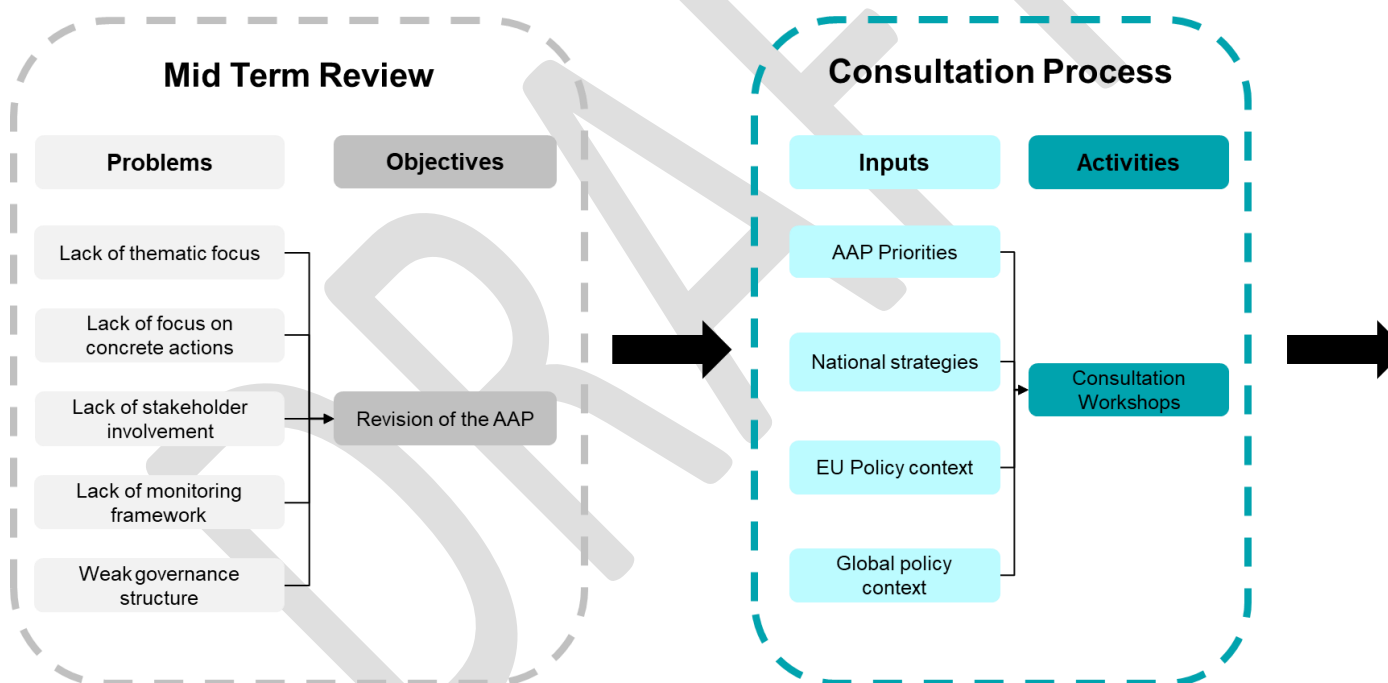 Mid Term Review
Problems
Objectives
Lack of thematic focus
Lack of focus on
concrete actions
Lack of stakeholder
involvement
Lack of monitoring
framework
Weak governance
structure
Revision of the AAP
Consultation Process
Inputs
Activities
AAP Priorities
National strategies
EU Policy context
Global policy
context
Consultation
Workshops
DRAFT